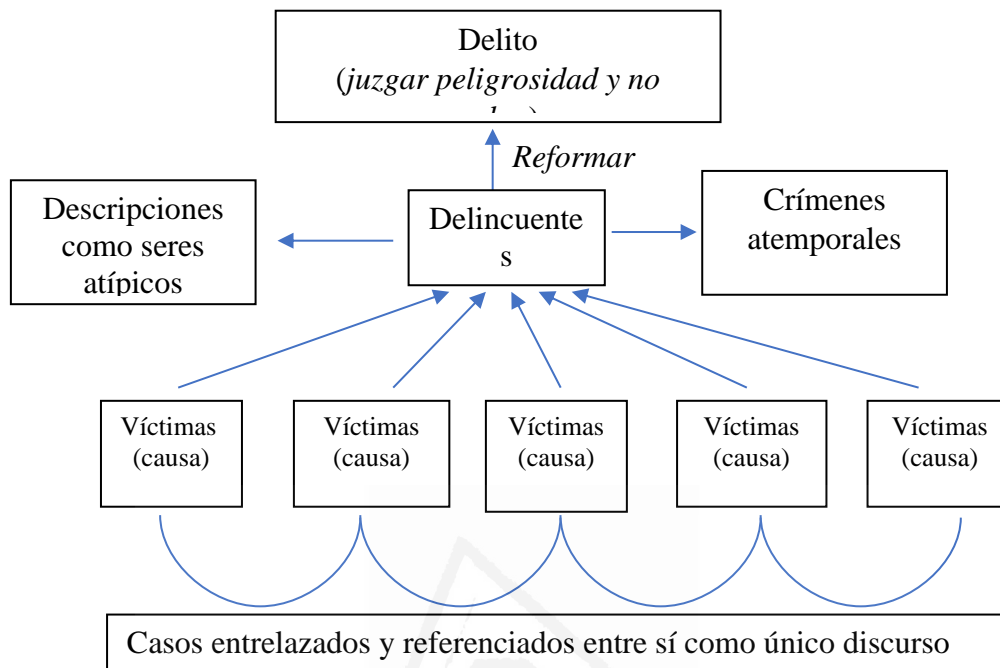 Delito
(juzgar peligrosidad y no
Reformar
Descripciones
como seres
atípicos
Delincuente
s
Crímenes
atemporales
Víctimas
(causa)
Víctimas
(causa)
Víctimas
(causa)
Víctimas
(causa)
Víctimas
(causa)
Casos entrelazados y referenciados entre sí como único discurso